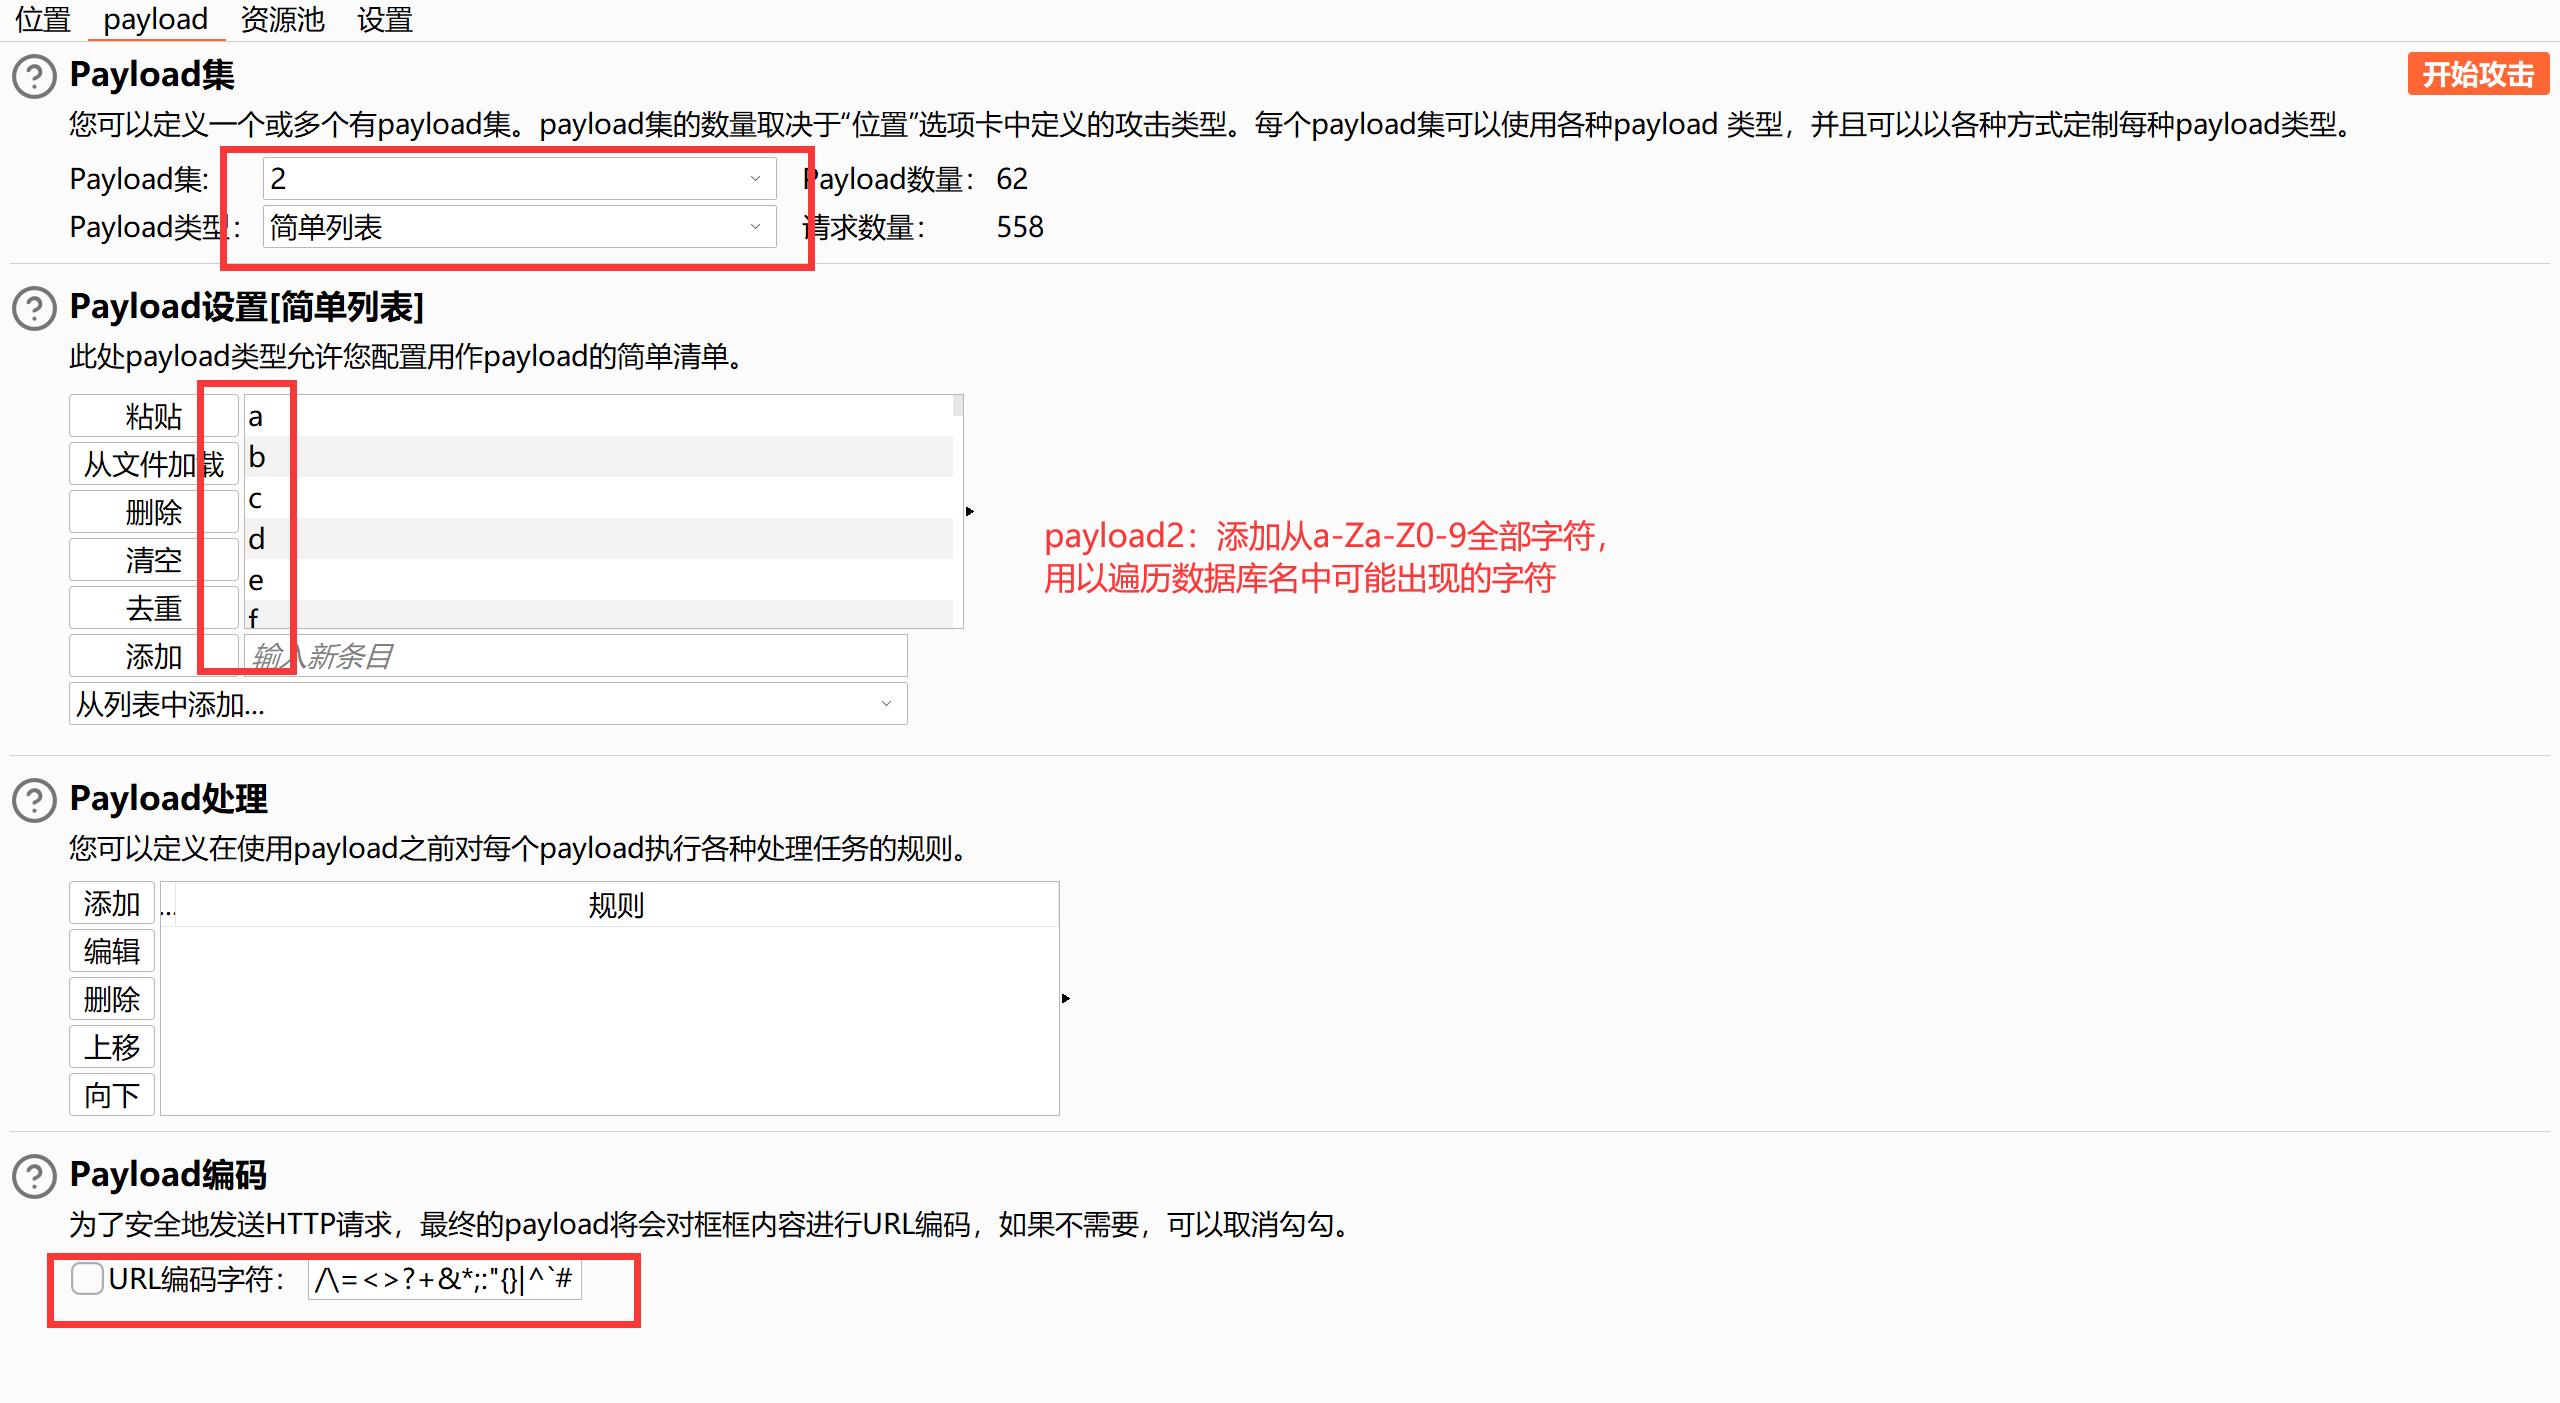 位置 payload 资源池 设置
Payload集 开始攻击
您可以定义一个或多个有payload集。payload集的数量取决于“位置”选项卡中定义的攻击类型。每个payload集可以使用各种payload 类型，并且可以以各种方式定制每种payload类型。
Payload集: 2 Payload数量： 62
Payload类型： 简单列表 请求数量： 558
Payload设置[简单列表]
此处payload类型允许您配置用作payload的简单清单。
粘贴 a
从文件加载 b
c
删除 d
清空 e
去重 f
payload2：添加从a-Za-Z0-9全部字符，
用以遍历数据库名中可能出现的字符
添加 输入新条目
从列表中添加...
Payload处理
您可以定义在使用payload之前对每个payload执行各种处理任务的规则。
添加 ... 规则
编辑
删除
上移
向下
Payload编码
为了安全地发送HTTP请求，最终的payload将会对框框内容进行URL编码，如果不需要，可以取消勾勾。
URL编码字符： /\=<>?+&*;:"{}|^`#